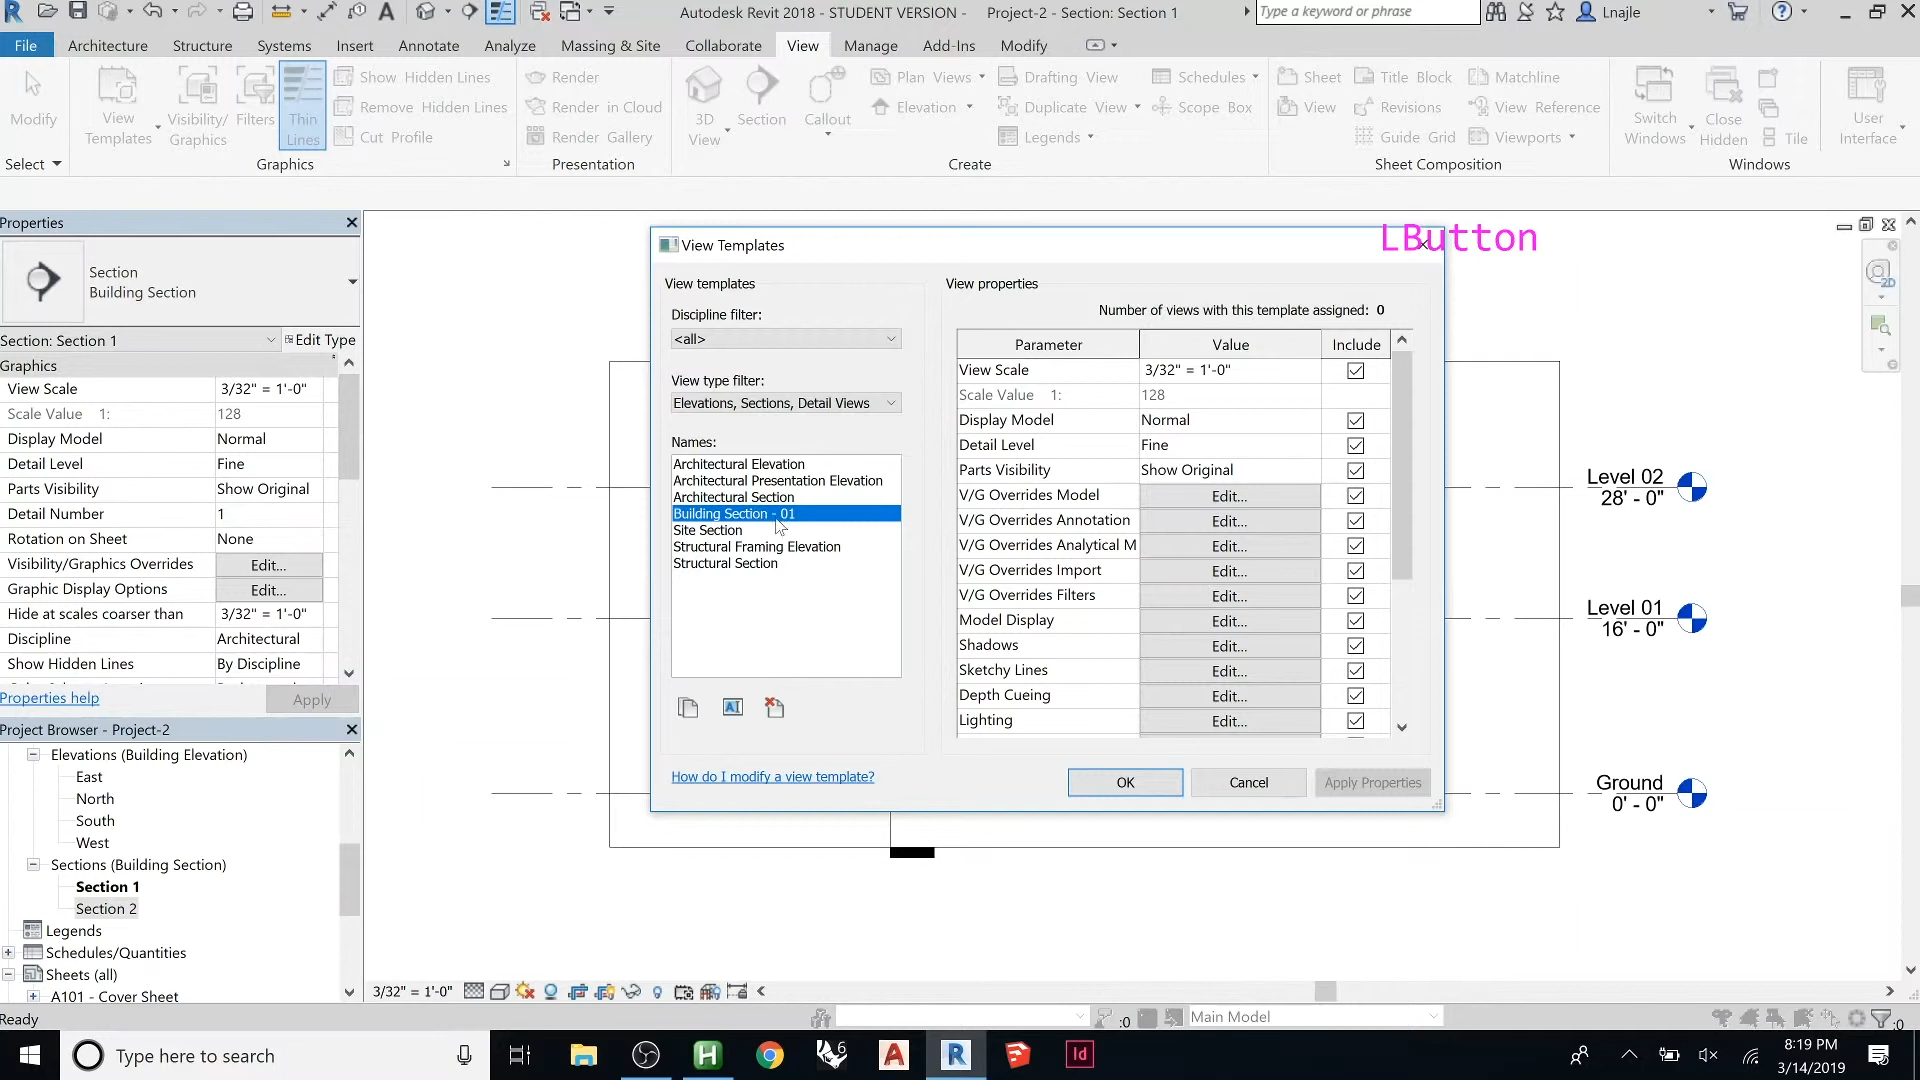 Autodesk Revit 2018 - STUDENT VERSION -    Project-2 - Section: Section 1
Type a keyword or phrase
Lnajle
File Architecture Structure Systems Insert Annotate Analyze Massing & Site Collaborate View Manage Add-Ins Modify
Modify
View Templates
Visibility/ Graphics
Filters
Thin Lines
Show Hidden Lines
Remove Hidden Lines
Cut Profile
Render
Render in Cloud
Render Gallery
3D View
Section
Callout
Plan Views
Elevation
Drafting View
Duplicate View
Legends
Schedules
Scope Box
Sheet
View
Title Block
Revisions
Guide Grid
Matchline
View Reference
Viewports
Switch Windows
Close Hidden
Tile
User Interface
Select
Graphics
Presentation
Create
Sheet Composition
Windows
Properties
Section
Building Section
Section: Section 1
Edit Type
Graphics
View Scale 3/32" = 1'-0"
Scale Value 1: 128
Display Model Normal
Detail Level Fine
Parts Visibility Show Original
Detail Number 1
Rotation on Sheet None
Visibility/Graphics Overrides Edit...
Graphic Display Options Edit...
Hide at scales coarser than 3/32" = 1'-0"
Discipline Architectural
Show Hidden Lines By Discipline
Properties help
Apply
Project Browser - Project-2
Elevations (Building Elevation)
East
North
South
West
Sections (Building Section)
Section 1
Section 2
Legends
Schedules/Quantities
Sheets (all)
A101 - Cover Sheet
View Templates
LButton
View templates
Discipline filter:
<all>
View type filter:
Elevations, Sections, Detail Views
Names:
Architectural Elevation
Architectural Presentation Elevation
Architectural Section
Building Section - 01
Site Section
Structural Framing Elevation
Structural Section
AI
How do I modify a view template?
View properties
Number of views with this template assigned: 0
Parameter Value Include
View Scale 3/32" = 1'-0"
Scale Value 1: 128
Display Model Normal
Detail Level Fine
Parts Visibility Show Original
V/G Overrides Model Edit...
V/G Overrides Annotation Edit...
V/G Overrides Analytical M Edit...
V/G Overrides Import Edit...
V/G Overrides Filters Edit...
Model Display Edit...
Shadows Edit...
Sketchy Lines Edit...
Depth Cueing Edit...
Lighting Edit...
OK
Cancel
Apply Properties
2D
Level 02
28' - 0"
Level 01
16' - 0"
Ground
0' - 0"
3/32" = 1'-0"
Ready
:0
Main Model
:0
Type here to search
8:19 PM
3/14/2019